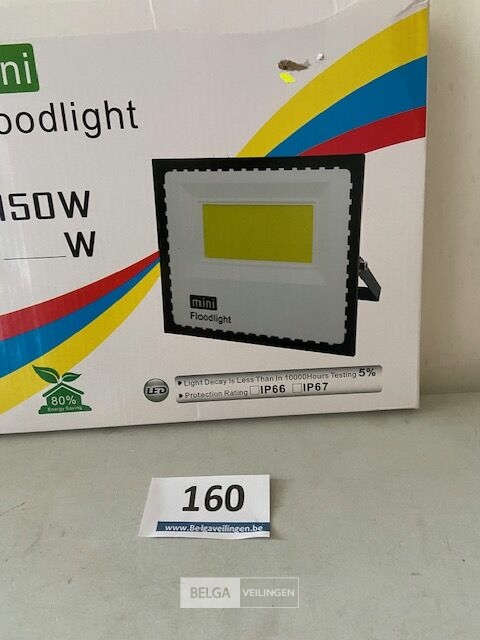 ni
oodlight
150W
___W
mini
Floodlight
80%
Energy Saving
LED
Light Decay Is Less Than In 10000Hours Testing 5%
Protection Rating IP66 IP67
160
www.Belgaveilingen.be
BELGA VEILINGEN